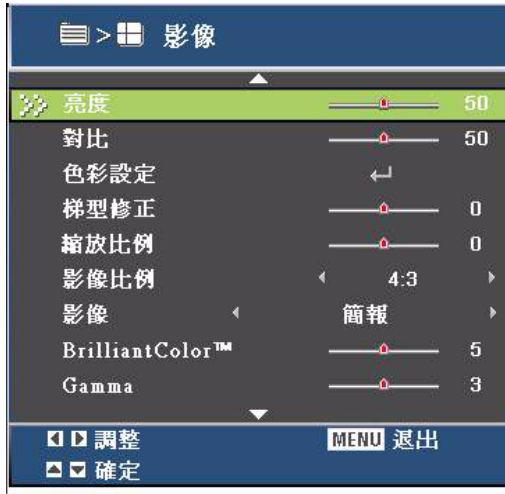 > 影像
亮度 50
對比 50
色彩設定
梯型修正 0
縮放比例 0
影像比例 4:3
影像 簡報
BrilliantColor™ 5
Gamma 3
調整 MENU 退出
確定